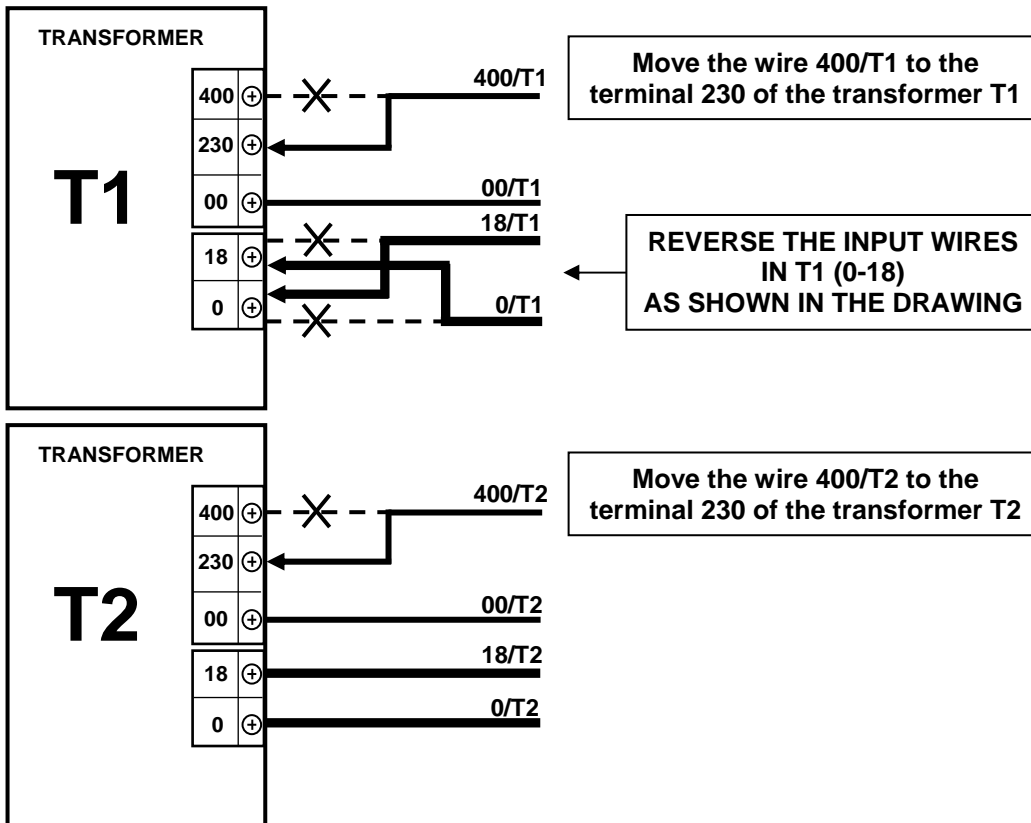 TRANSFORMER
400
230
00
18
0
T1
400/T1
00/T1
18/T1
0/T1
Move the wire 400/T1 to the
terminal 230 of the transformer T1
REVERSE THE INPUT WIRES
IN T1 (0-18)
AS SHOWN IN THE DRAWING
TRANSFORMER
400
230
00
18
0
T2
400/T2
00/T2
18/T2
0/T2
Move the wire 400/T2 to the
terminal 230 of the transformer T2